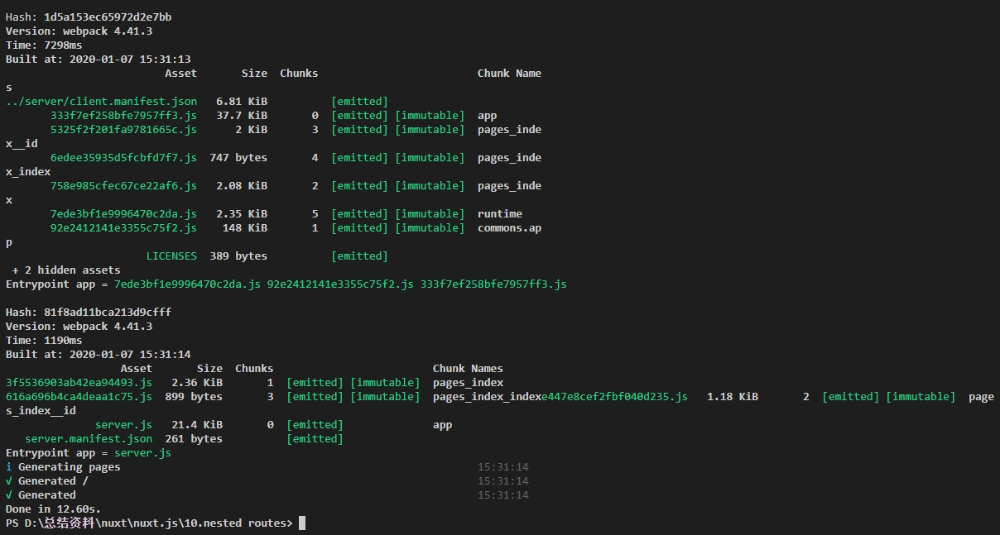 Hash: 1d5a153ec65972d2e7bb
Version: webpack 4.41.3
Time: 7298ms
Built at: 2020-01-07 15:31:13
Asset Size Chunks Chunk Name
s
../server/client.manifest.json 6.81 KiB [emitted]
333f7ef258bfe7957ff3.js 37.7 KiB 0 [emitted] [immutable] app
5325f2f201fa9781665c.js 2 KiB 3 [emitted] [immutable] pages_inde
x__id
6edee35935d5fcbfd7f7.js 747 bytes 4 [emitted] [immutable] pages_inde
x_index
758e985cfec67ce22af6.js 2.08 KiB 2 [emitted] [immutable] pages_inde
x
7ede3bf1e9996470c2da.js 2.35 KiB 5 [emitted] [immutable] runtime
92e2412141e3355c75f2.js 148 KiB 1 [emitted] [immutable] commons.ap
p
LICENSES 389 bytes [emitted]
+ 2 hidden assets
Entrypoint app = 7ede3bf1e9996470c2da.js 92e2412141e3355c75f2.js 333f7ef258bfe7957ff3.js
Hash: 81f8ad11bca213d9cfff
Version: webpack 4.41.3
Time: 1190ms
Built at: 2020-01-07 15:31:14
Asset Size Chunks Chunk Names
3f5536903ab42ea94493.js 2.36 KiB 1 [emitted] [immutable] pages_index
616a696b4ca4deaa1c75.js 899 bytes 3 [emitted] [immutable] pages_index_indexe447e8cef2fbf040d235.js 1.18 KiB 2 [emitted] [immutable] page
s_index__id
server.js 21.4 KiB 0 [emitted] app
server.manifest.json 261 bytes [emitted]
Entrypoint app = server.js
i Generating pages 15:31:14
√ Generated / 15:31:14
√ Generated 15:31:14
Done in 12.60s.
PS D:\总结资料\nuxt\nuxt.js\10.nested routes>